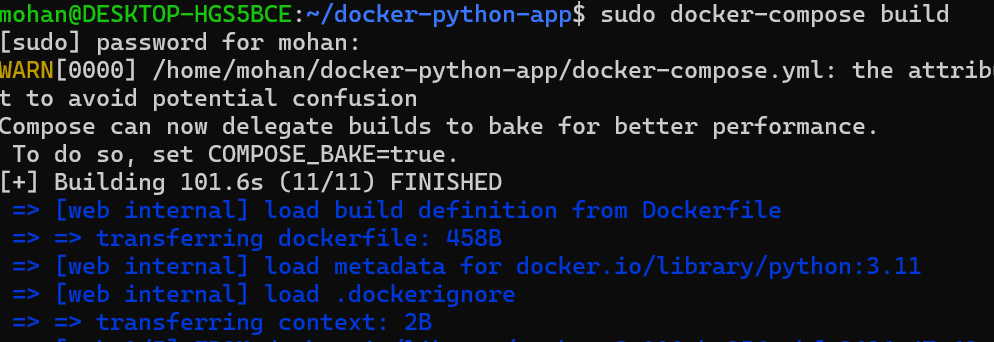 mohan@DESKTOP-HGS5BCE:~/docker-python-app$ sudo docker-compose build
[sudo] password for mohan:
WARN[0000] /home/mohan/docker-python-app/docker-compose.yml: the attribu
t to avoid potential confusion
Compose can now delegate builds to bake for better performance.
 To do so, set COMPOSE_BAKE=true.
[+] Building 101.6s (11/11) FINISHED
 => [web internal] load build definition from Dockerfile
 => => transferring dockerfile: 458B
 => [web internal] load metadata for docker.io/library/python:3.11
 => [web internal] load .dockerignore
 => => transferring context: 2B